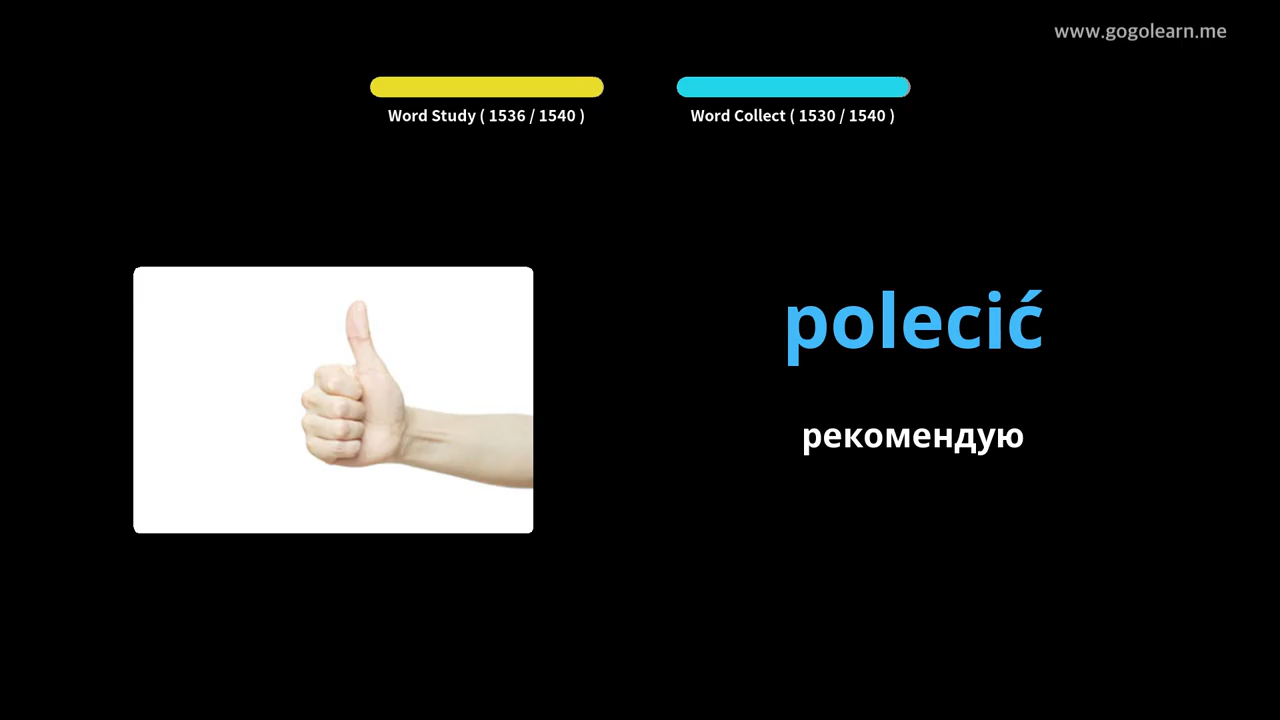 www.gogolearn.me
Word Study ( 1536 / 1540 )
Word Collect ( 1530 / 1540 )
polecić
рекомендую